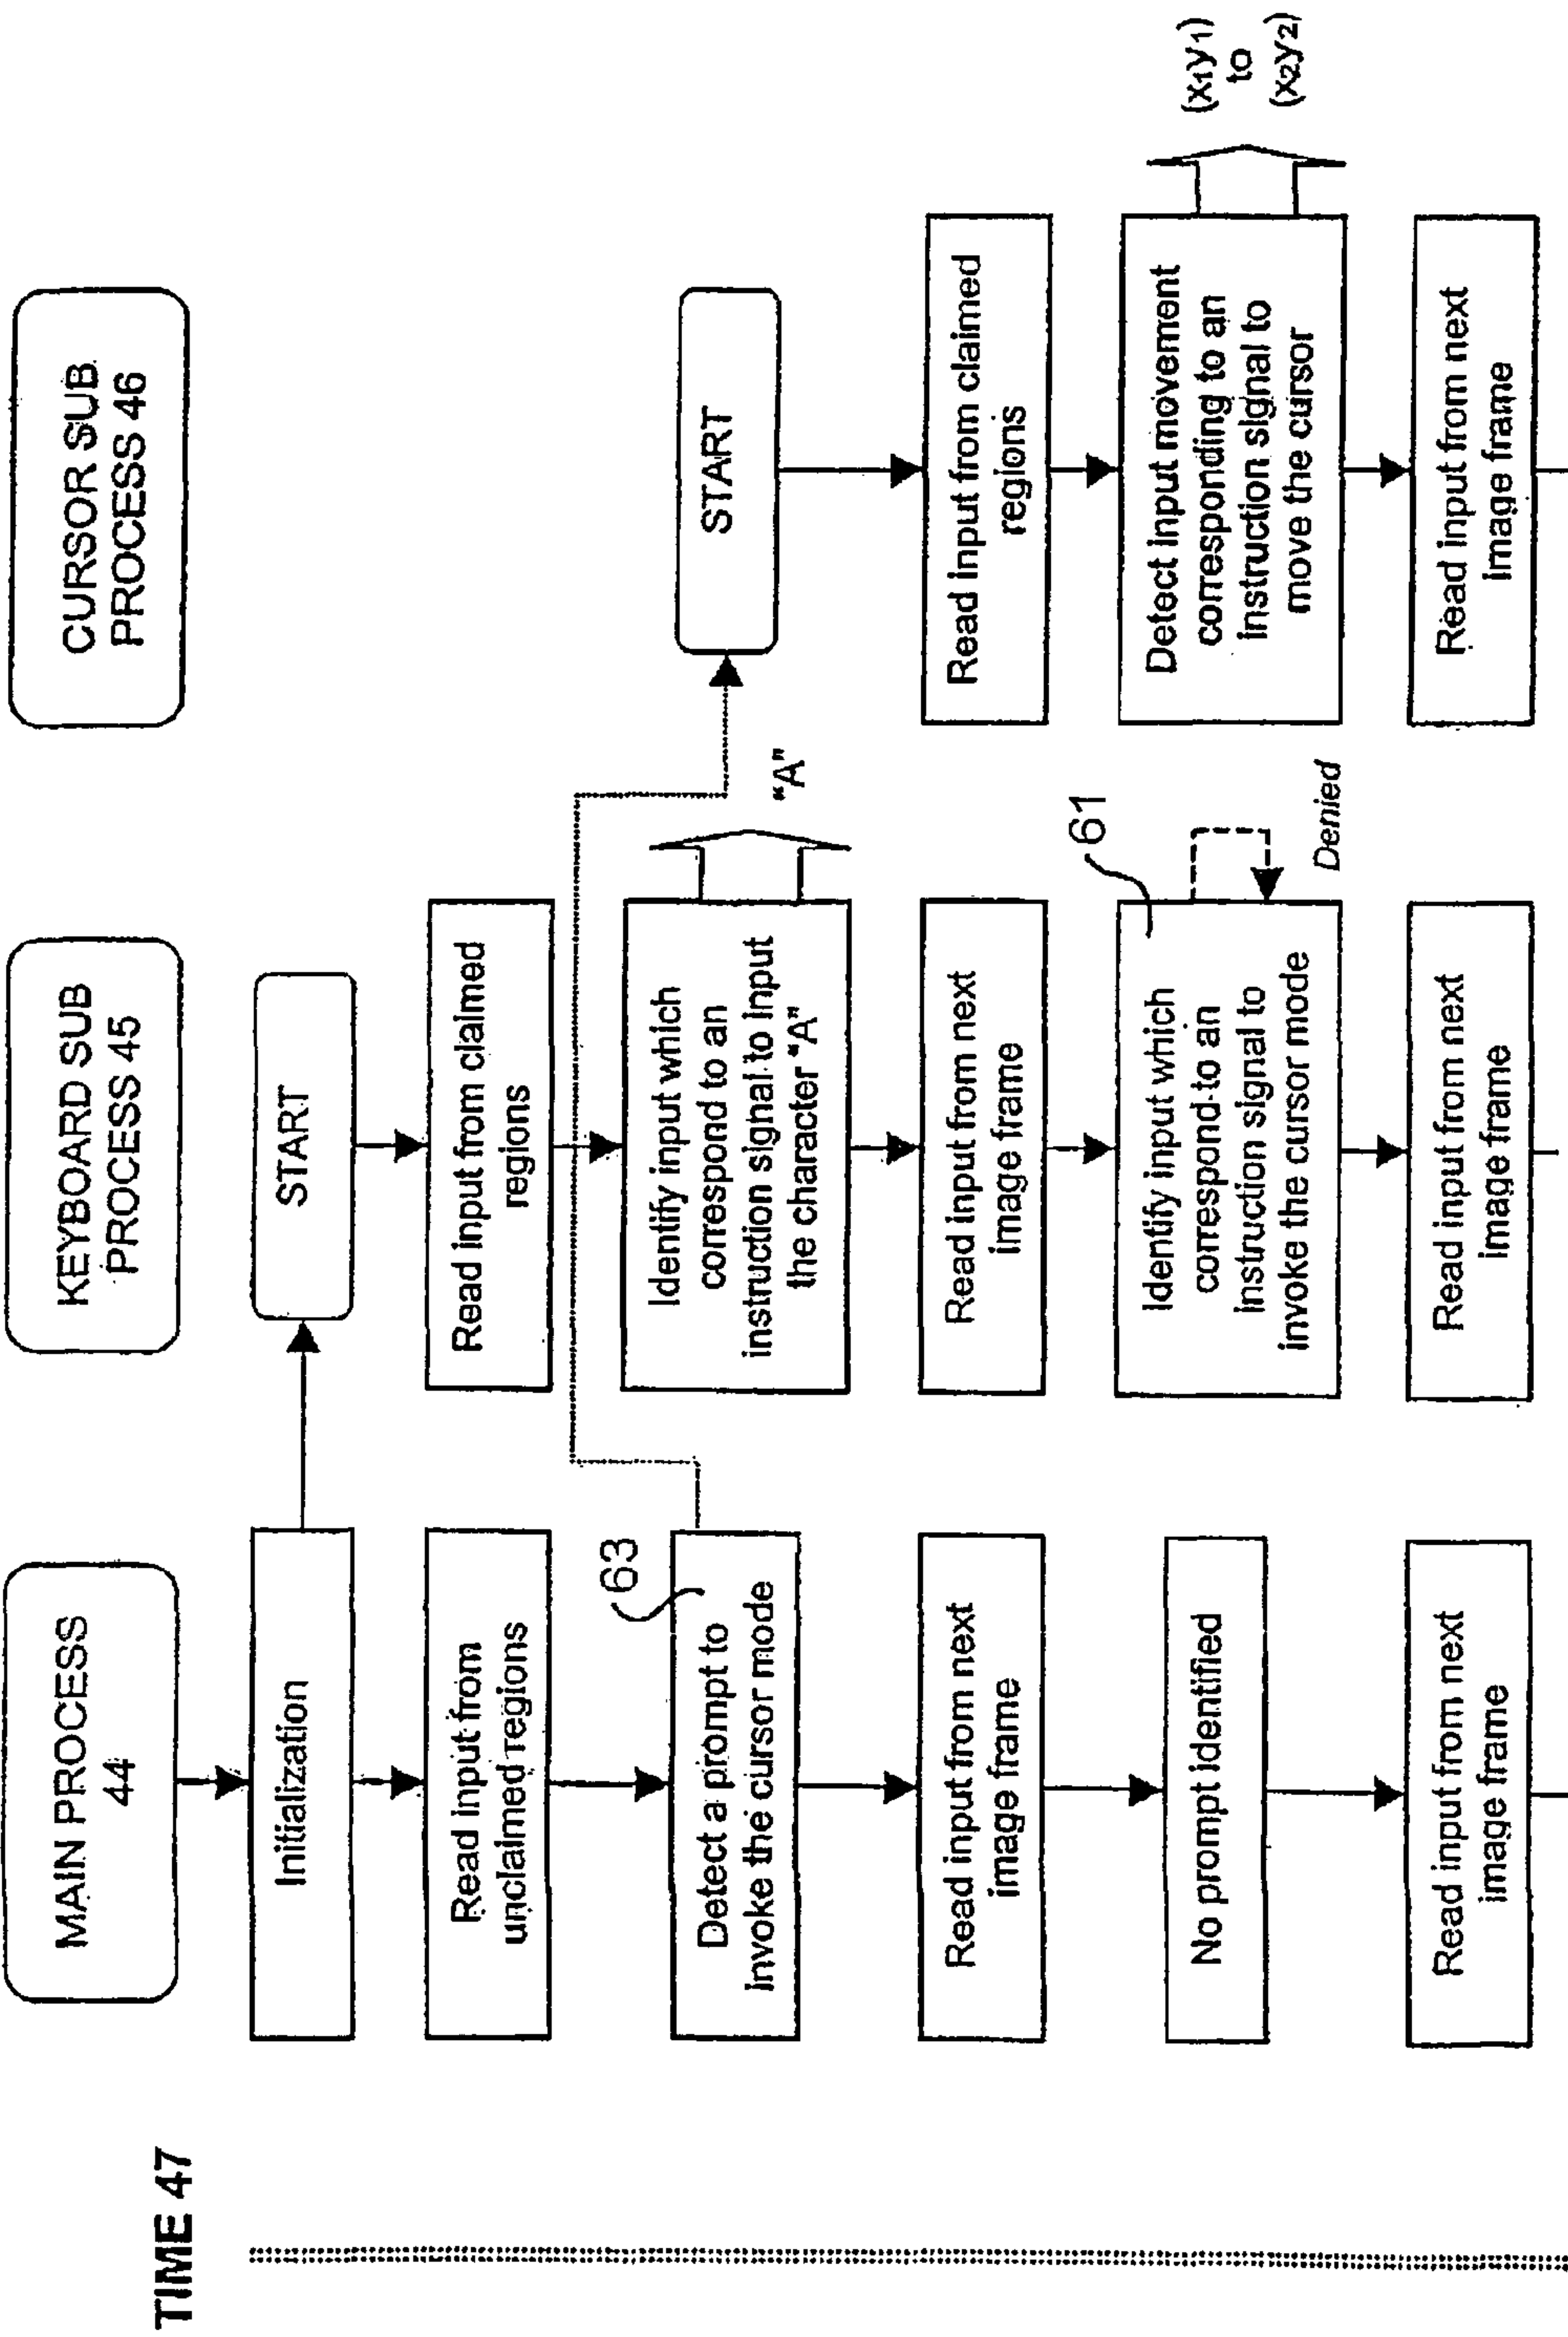 TIME 47
MAIN PROCESS
44
Initialization
Read input from
unclaimed regions
63
Detect a prompt to
invoke the cursor mode
Read input from next
image frame
No prompt identified
Read input from next
image frame
KEYBOARD SUB
PROCESS 45
START
Read input from claimed
regions
Identify input which
correspond to an
instruction signal to input
the character "A"
"A"
Read input from next
image frame
61
Identify input which
correspond to an
instruction signal to
invoke the cursor mode
Denied
Read input from next
image frame
CURSOR SUB
PROCESS 46
START
Read input from claimed
regions
Detect input movement
corresponding to an
instruction signal to
move the cursor
(x1y1)
to
(x2y2)
Read input from next
image frame